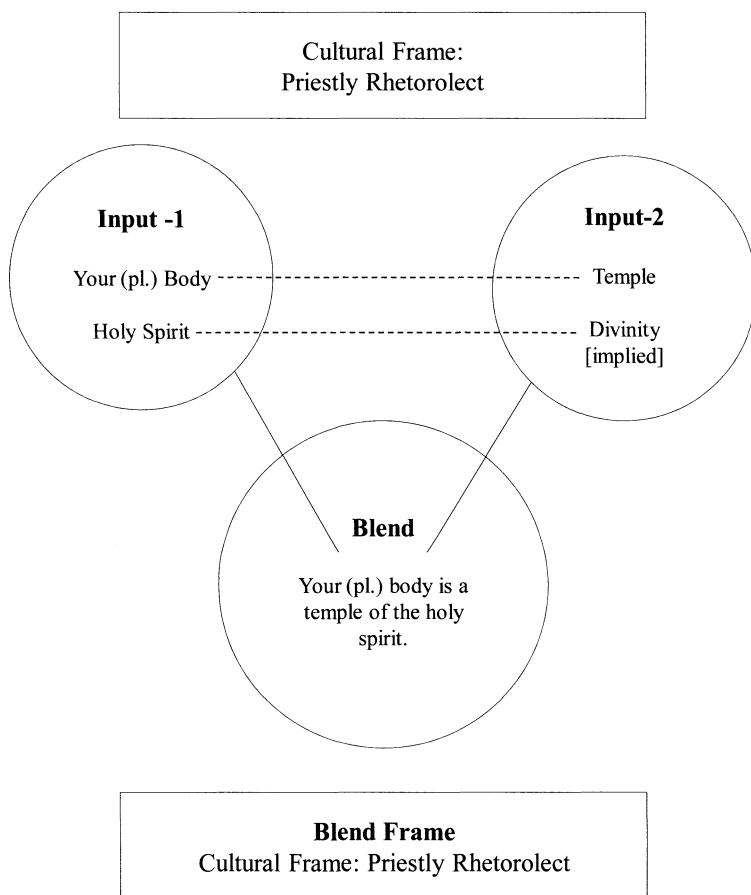 Cultural Frame:
Priestly Rhetorolect
Input -1
Input-2
Your (pl.) Body
Temple
Holy Spirit
Divinity
[implied]
Blend
Your (pl.) body is a
temple of the holy
spirit.
Blend Frame
Cultural Frame: Priestly Rhetorolect